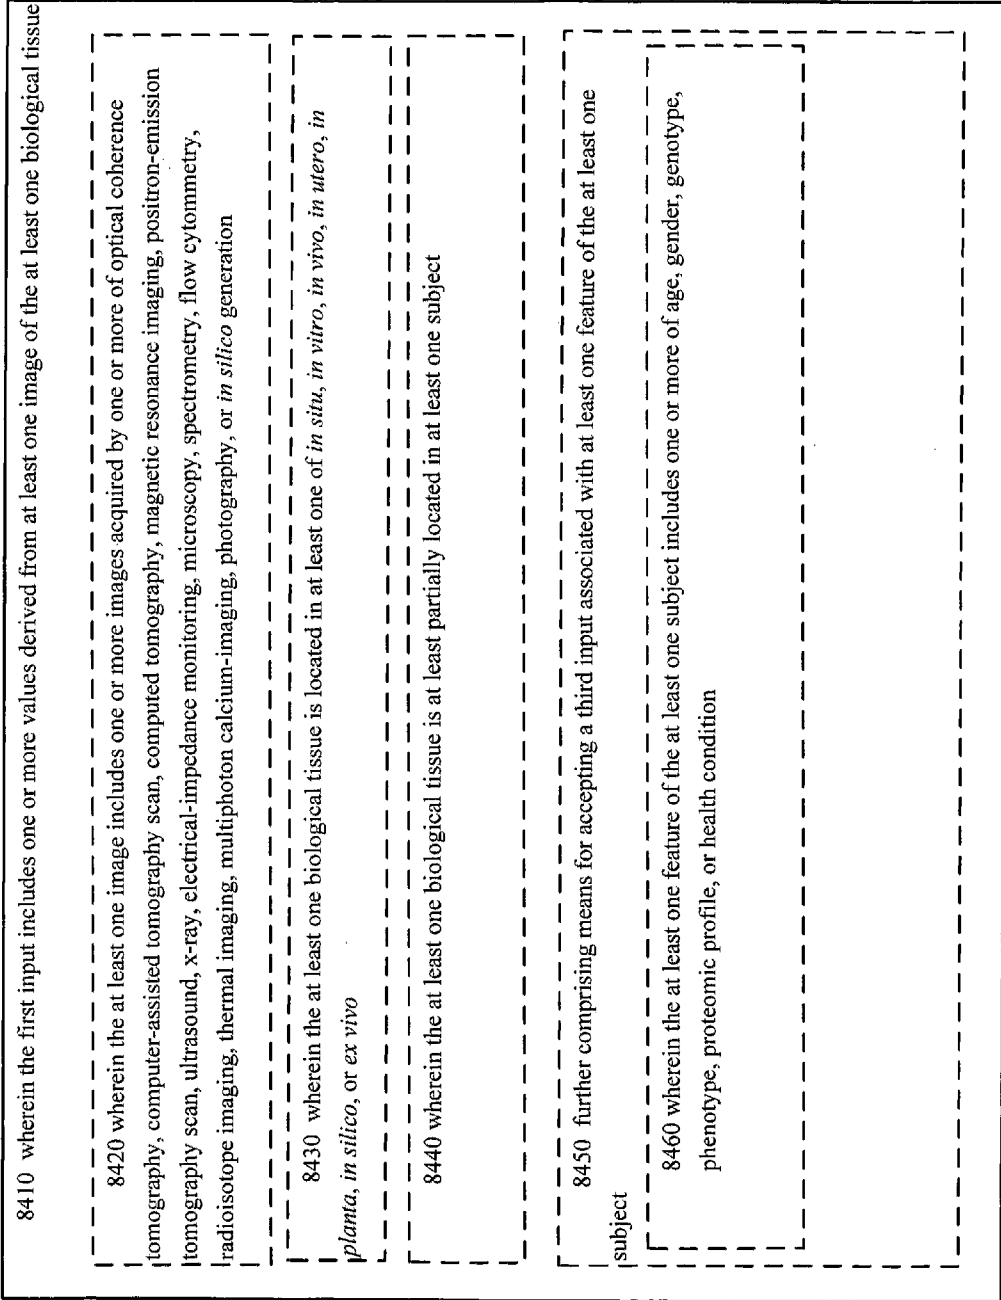 8410 wherein the first input includes one or more values derived from at least one image of the at least one biological tissue
8420 wherein the at least one image includes one or more images acquired by one or more of optical coherence
tomography, computer-assisted tomography scan, computed tomography, magnetic resonance imaging, positron-emission
tomography scan, ultrasound, x-ray, electrical-impedance monitoring, microscopy, spectrometry, flow cytommetry,
radioisotope imaging, thermal imaging, multiphoton calcium-imaging, photography, or in silico generation
8430 wherein the at least one biological tissue is located in at least one of in situ, in vitro, in vivo, in utero, in
planta, in silico, or ex vivo
8440 wherein the at least one biological tissue is at least partially located in at least one subject
8450 further comprising means for accepting a third input associated with at least one feature of the at least one
subject
8460 wherein the at least one feature of the at least one subject includes one or more of age, gender, genotype,
phenotype, proteomic profile, or health condition